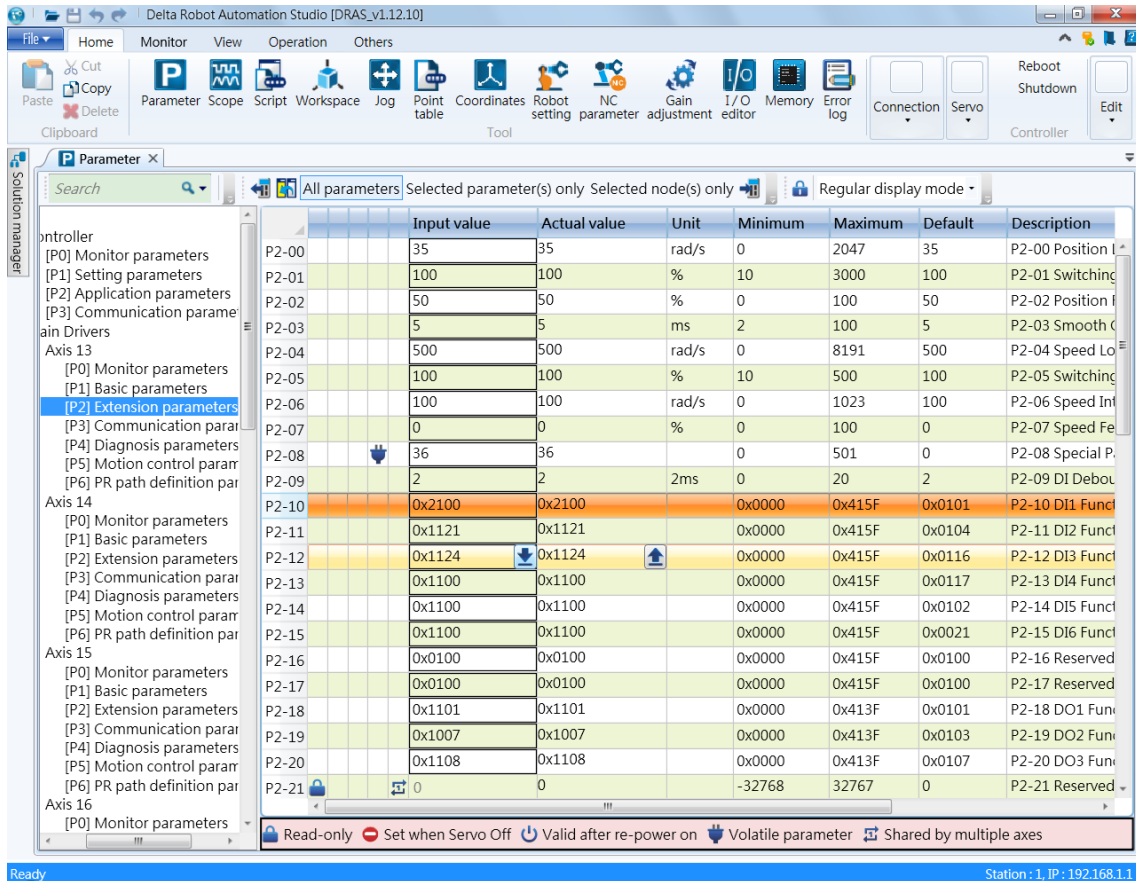 Delta Robot Automation Studio [DRAS_v1.12.10]
File Home Monitor View Operation Others
Paste Cut Copy Delete Clipboard
Parameter Scope Script Workspace Jog Point table Coordinates Robot setting NC parameter Gain adjustment I/O editor Memory Error log
Tool
Connection Servo Reboot Shutdown Controller Edit
Solution manager
Parameter
Search All parameters Selected parameter(s) only Selected node(s) only Regular display mode
ontroller
[P0] Monitor parameters
[P1] Setting parameters
[P2] Application parameters
[P3] Communication parame
ain Drivers
Axis 13
[P0] Monitor parameters
[P1] Basic parameters
[P2] Extension parameters
[P3] Communication parar
[P4] Diagnosis parameters
[P5] Motion control param
[P6] PR path definition par
Axis 14
[P0] Monitor parameters
[P1] Basic parameters
[P2] Extension parameters
[P3] Communication parar
[P4] Diagnosis parameters
[P5] Motion control param
[P6] PR path definition par
Axis 15
[P0] Monitor parameters
[P1] Basic parameters
[P2] Extension parameters
[P3] Communication parar
[P4] Diagnosis parameters
[P5] Motion control param
[P6] PR path definition par
Axis 16
[P0] Monitor parameters
Input value Actual value Unit Minimum Maximum Default Description
P2-00 35 35 rad/s 0 2047 35 P2-00 Position
P2-01 100 100 % 10 3000 100 P2-01 Switching
P2-02 50 50 % 0 100 50 P2-02 Position
P2-03 5 5 ms 2 100 5 P2-03 Smooth
P2-04 500 500 rad/s 0 8191 500 P2-04 Speed Lo
P2-05 100 100 % 10 500 100 P2-05 Switching
P2-06 100 100 rad/s 0 1023 100 P2-06 Speed Int
P2-07 0 0 % 0 100 0 P2-07 Speed Fe
P2-08 36 36 0 501 0 P2-08 Special P
P2-09 2 2 2ms 0 20 2 P2-09 DI Debou
P2-10 0x2100 0x2100 0x0000 0x415F 0x0101 P2-10 DI1 Funct
P2-11 0x1121 0x1121 0x0000 0x415F 0x0104 P2-11 DI2 Funct
P2-12 0x1124 0x1124 0x0000 0x415F 0x0116 P2-12 DI3 Funct
P2-13 0x1100 0x1100 0x0000 0x415F 0x0117 P2-13 DI4 Funct
P2-14 0x1100 0x1100 0x0000 0x415F 0x0102 P2-14 DI5 Funct
P2-15 0x1100 0x1100 0x0000 0x415F 0x0021 P2-15 DI6 Funct
P2-16 0x0100 0x0100 0x0000 0x415F 0x0100 P2-16 Reserved
P2-17 0x0100 0x0100 0x0000 0x415F 0x0100 P2-17 Reserved
P2-18 0x1101 0x1101 0x0000 0x413F 0x0101 P2-18 DO1 Fun
P2-19 0x1007 0x1007 0x0000 0x413F 0x0103 P2-19 DO2 Fun
P2-20 0x1108 0x1108 0x0000 0x413F 0x0107 P2-20 DO3 Fun
P2-21 0 0 -32768 32767 0 P2-21 Reserved
Read-only Set when Servo Off Valid after re-power on Volatile parameter Shared by multiple axes
Ready Station : 1, IP : 192.168.1.1